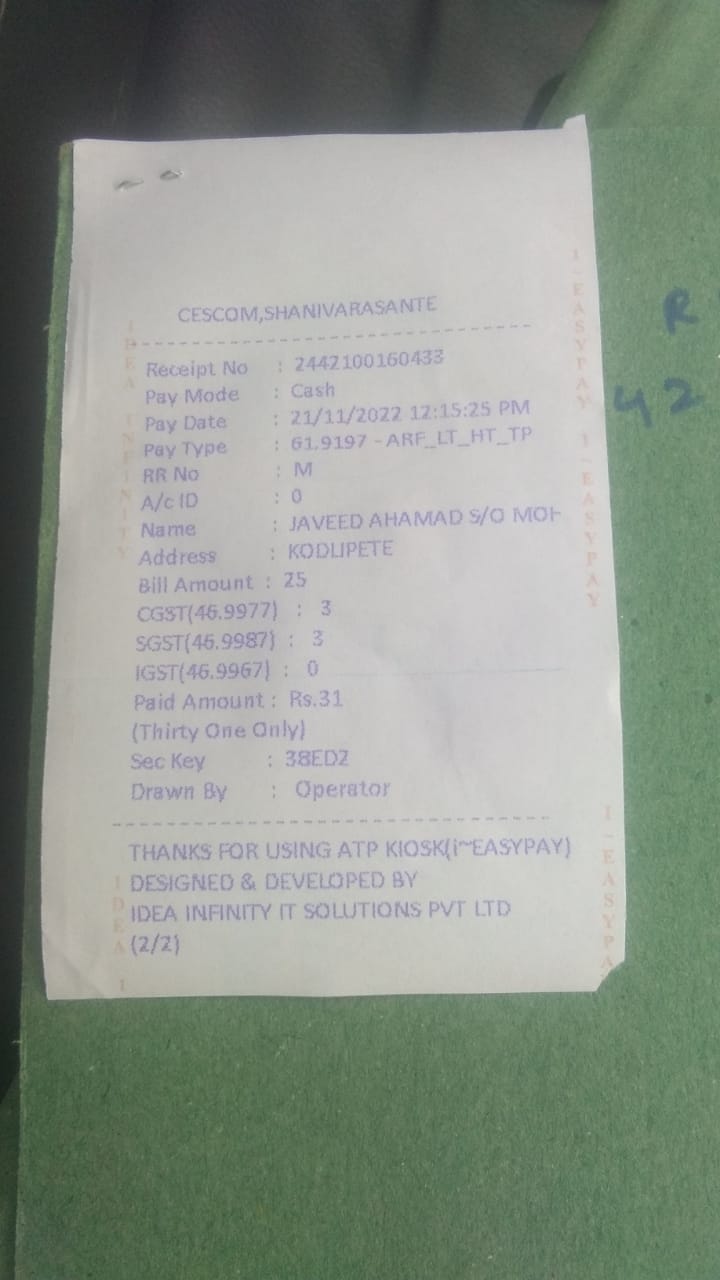 CESCOM,SHANIVARASANTE
Receipt No : 2442100160433
Pay Mode : Cash
Pay Date : 21/11/2022 12:15:25 PM
Pay Type : 61.9197 - ARF_LT_HT_TP
RR No : M
A/c ID : 0
Name : JAVEED AHAMAD S/O MOH
Address : KODLIPETE
Bill Amount : 25
CGST(46.9977) : 3
SGST(46.9987) : 3
IGST(46.9967) : 0
Paid Amount : Rs.31
(Thirty One Only)
Sec Key : 38ED2
Drawn By : Operator
THANKS FOR USING ATP KIOSK(i~EASYPAY)
DESIGNED & DEVELOPED BY
IDEA INFINITY IT SOLUTIONS PVT LTD
(2/2)
IDEA INFINITY
IDEA I
I~EASYPAY I~EASYPAY
I~EASYPA
R
42